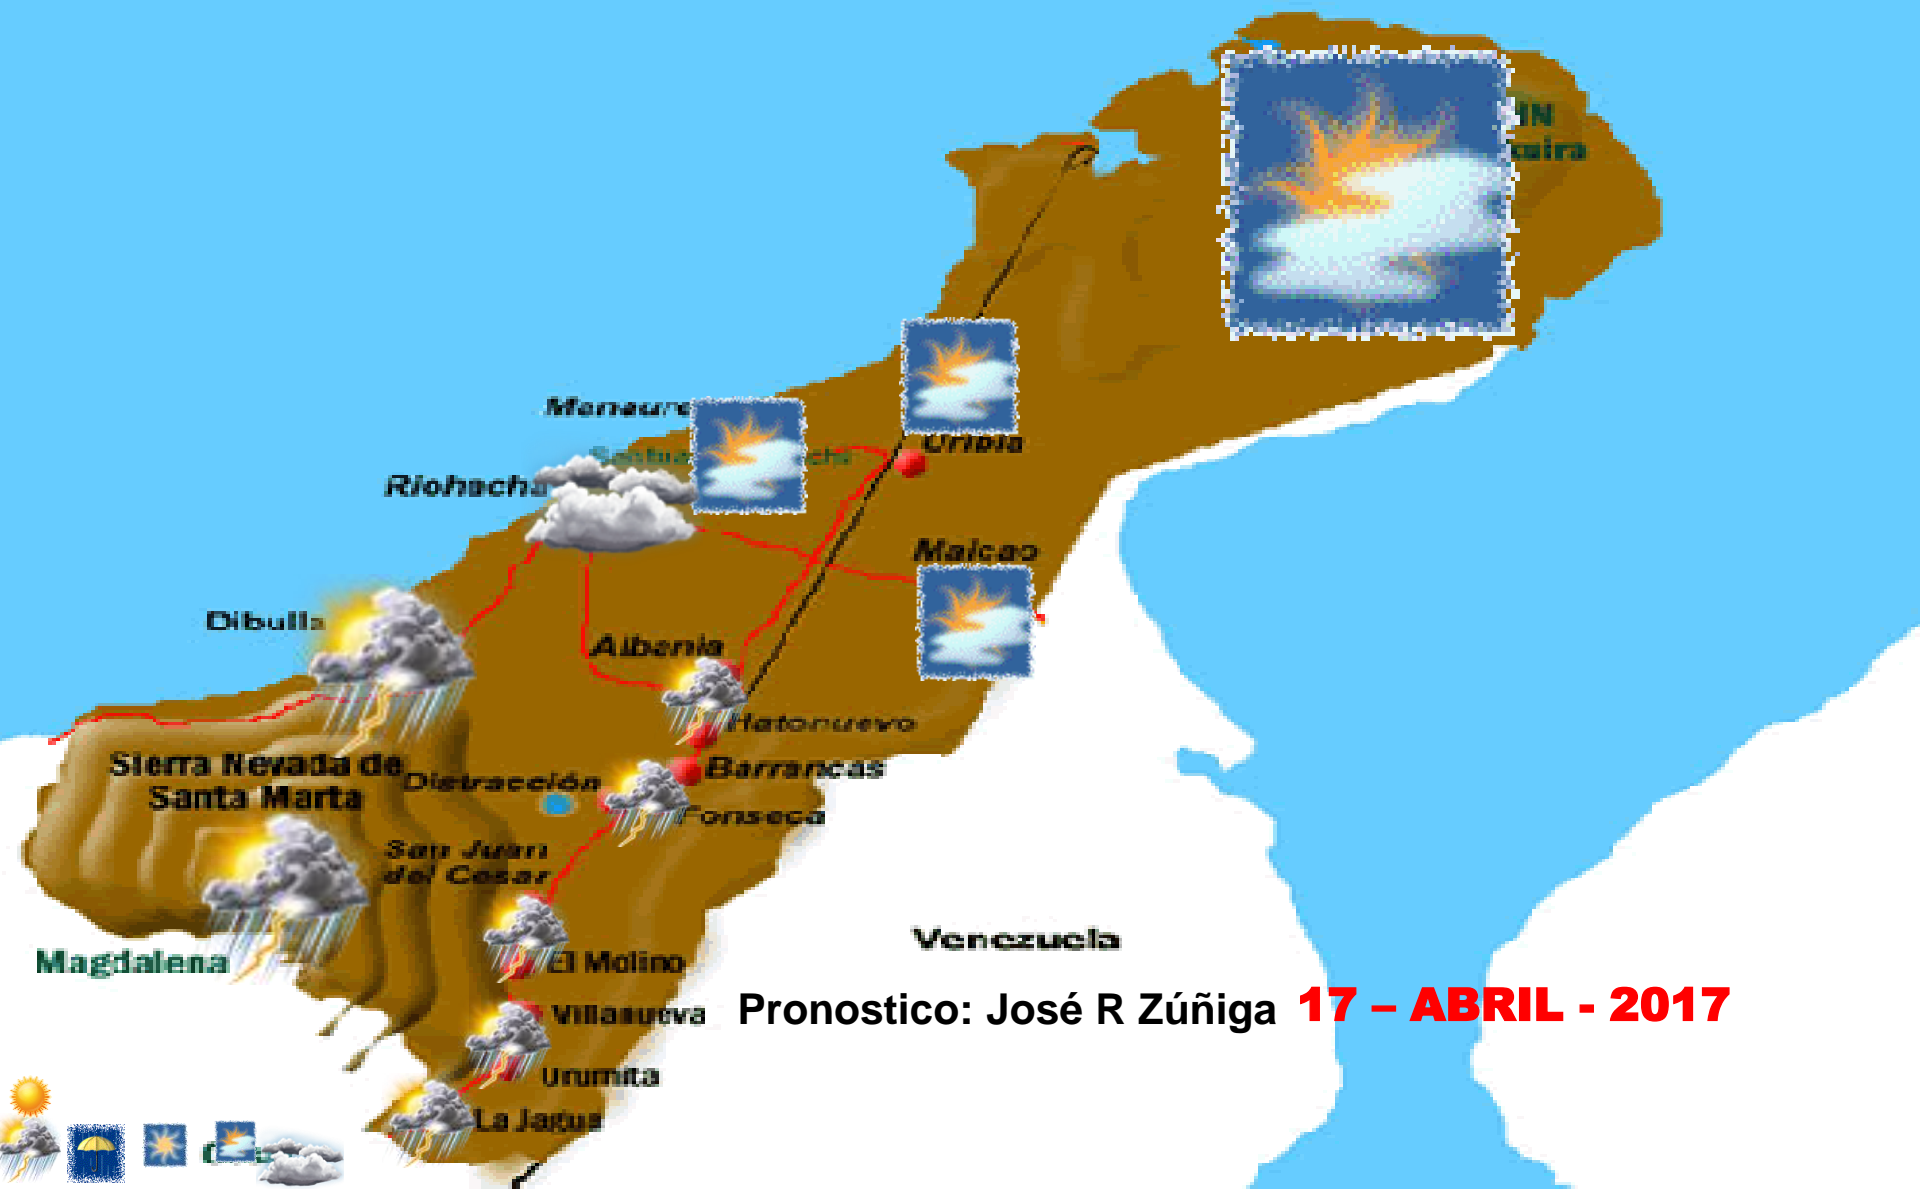 Manaure
Uribia
Riohacha
Maicao
Dibulla
Albania
Hatonuevo
Sierra Nevada de
Santa Marta
Distracción
Barrancas
Fonseca
San Juan
del Cesar
Venezuela
Magdalena
El Molino
Villanueva
Pronostico: José R Zúñiga 17 – ABRIL - 2017
Urumita
La Jagua